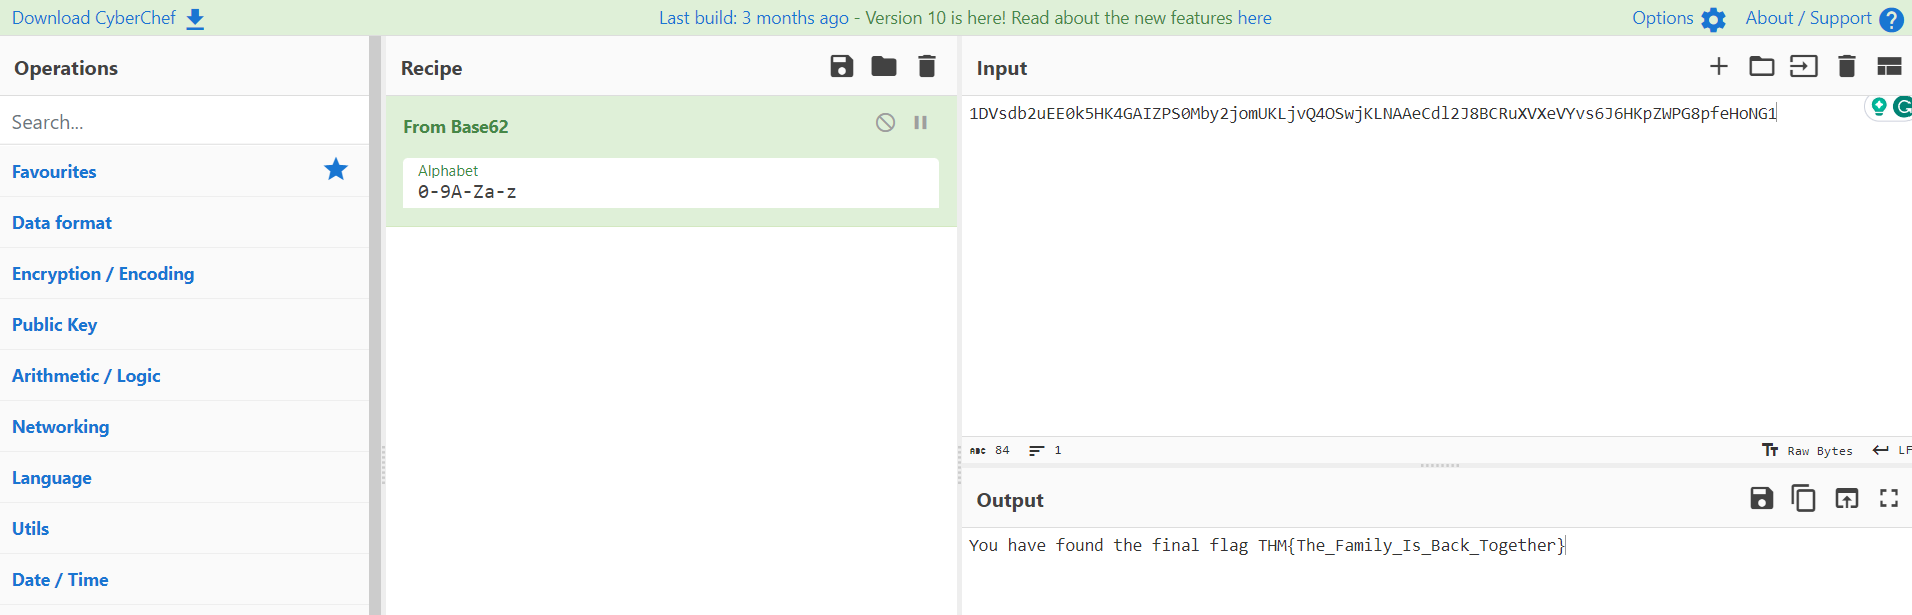 Download CyberChef
Last build: 3 months ago - Version 10 is here! Read about the new features here
Options
About / Support
Operations
Search...
Favourites
Data format
Encryption / Encoding
Public Key
Arithmetic / Logic
Networking
Language
Utils
Date / Time
Recipe
From Base62
Alphabet
0-9A-Za-z
Input
1DVsdb2uEE0k5HK4GAIZPS0Mby2jomUKLjvQ4OSwjKLNAAeCdl2J8BCRuXVXeVYvs6J6HKpZWPG8pfeHoNG1
ABC 84
1
Raw Bytes
LF
Output
You have found the final flag THM{The_Family_Is_Back_Together}